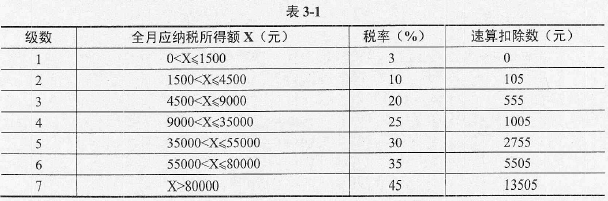 表 3-1
级数 全月应纳税所得额 X（元） 税率（%） 速算扣除数（元）
1 0<X≤1500 3 0
2 1500<X≤4500 10 105
3 4500<X≤9000 20 555
4 9000<X≤35000 25 1005
5 35000<X≤55000 30 2755
6 55000<X≤80000 35 5505
7 X>80000 45 13505